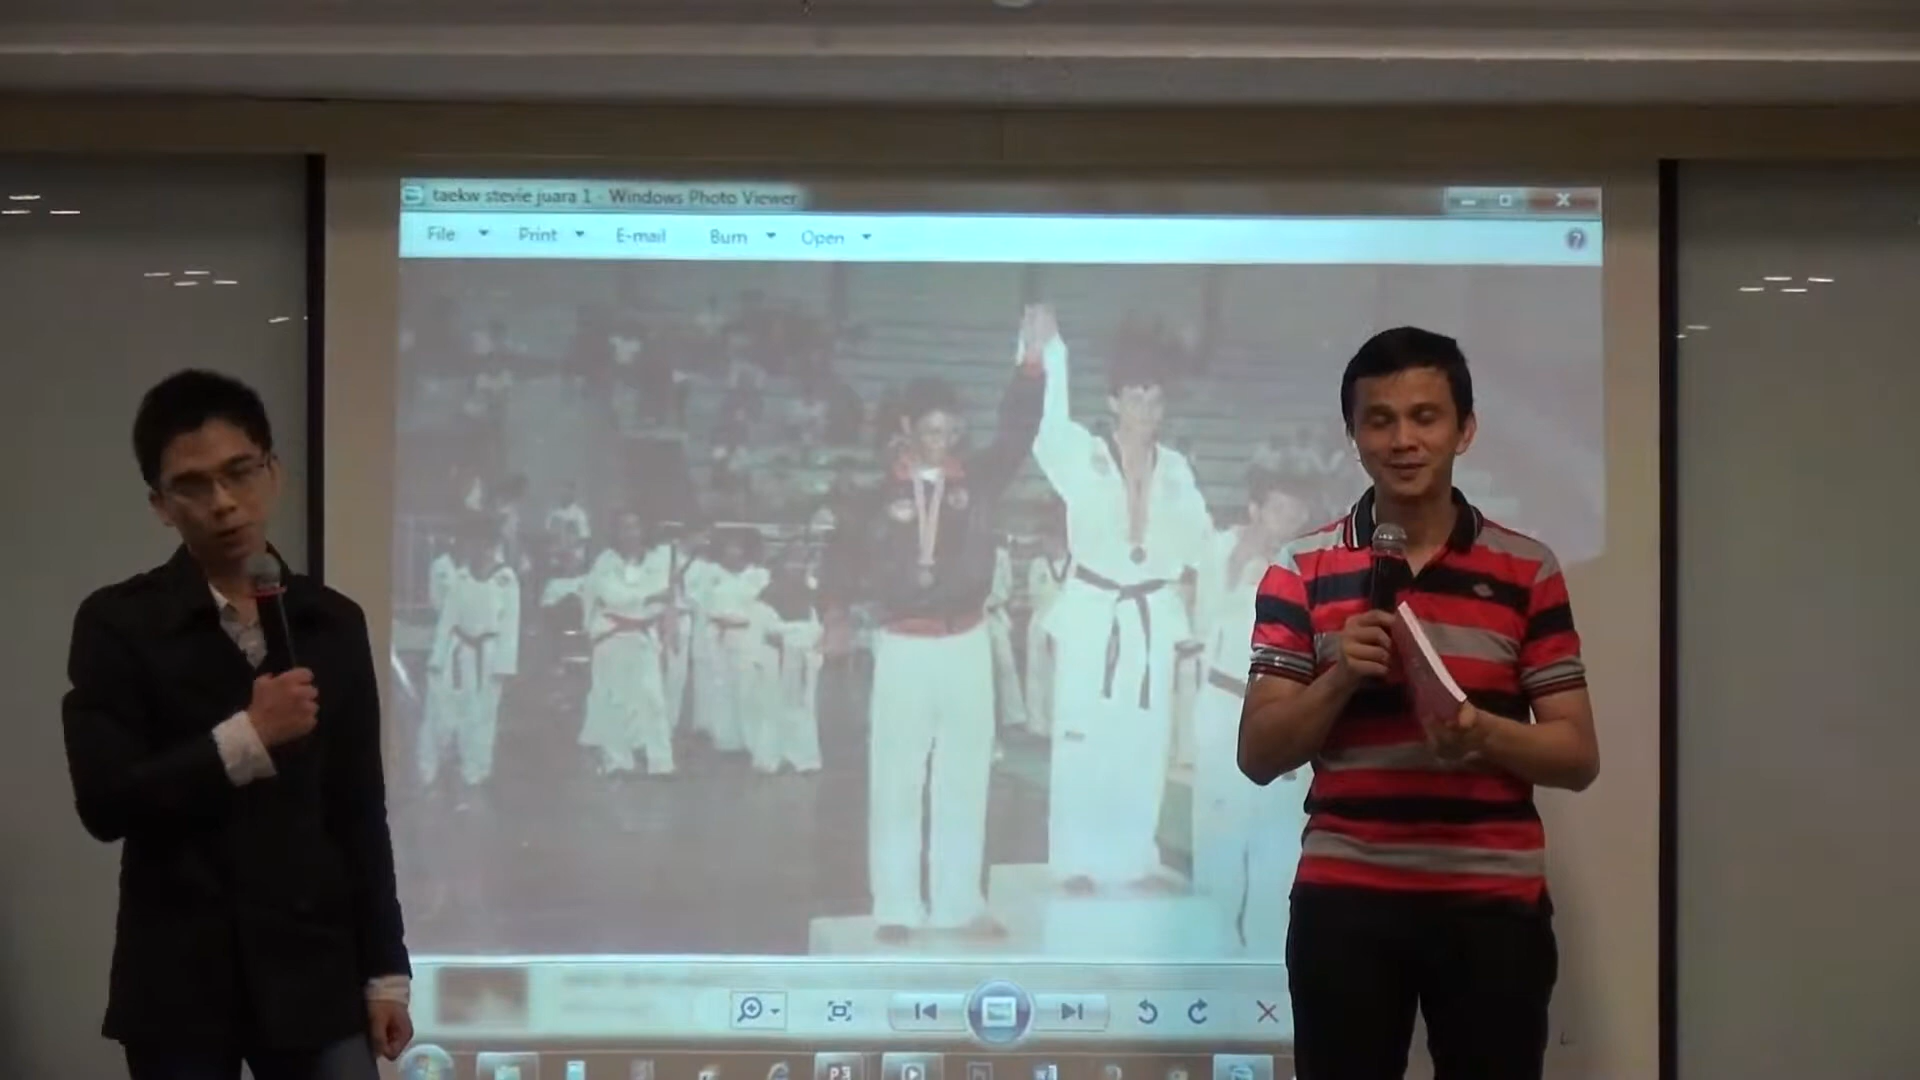 taekw stevie juara 1 - Windows Photo Viewer
File Print E-mail Burn Open